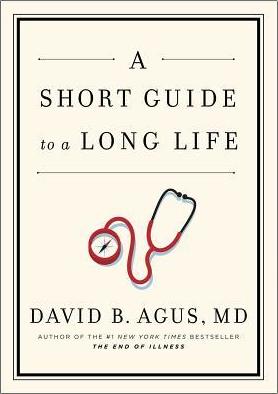 A
SHORT GUIDE
to a LONG LIFE
DAVID B. AGUS, MD
AUTHOR OF THE #1 NEW YORK TIMES BESTSELLER
THE END OF ILLNESS